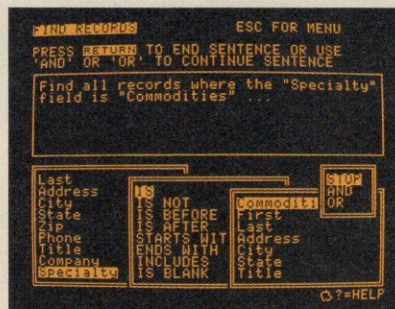 FIND RECORDS ESC FOR MENU
PRESS RETURN TO END SENTENCE OR USE
'AND' OR 'OR' TO CONTINUE SENTENCE
Find all records where the "Specialty"
field is "Commodities" ...
Last
Address
City
State
Zip
Phone
Title
Company
Specialty
IS
IS NOT
IS BEFORE
IS AFTER
STARTS WIT
ENDS WITH
INCLUDES
IS BLANK
Commoditi
First
Last
Address
City
State
Title
STOP
AND
OR
?=HELP